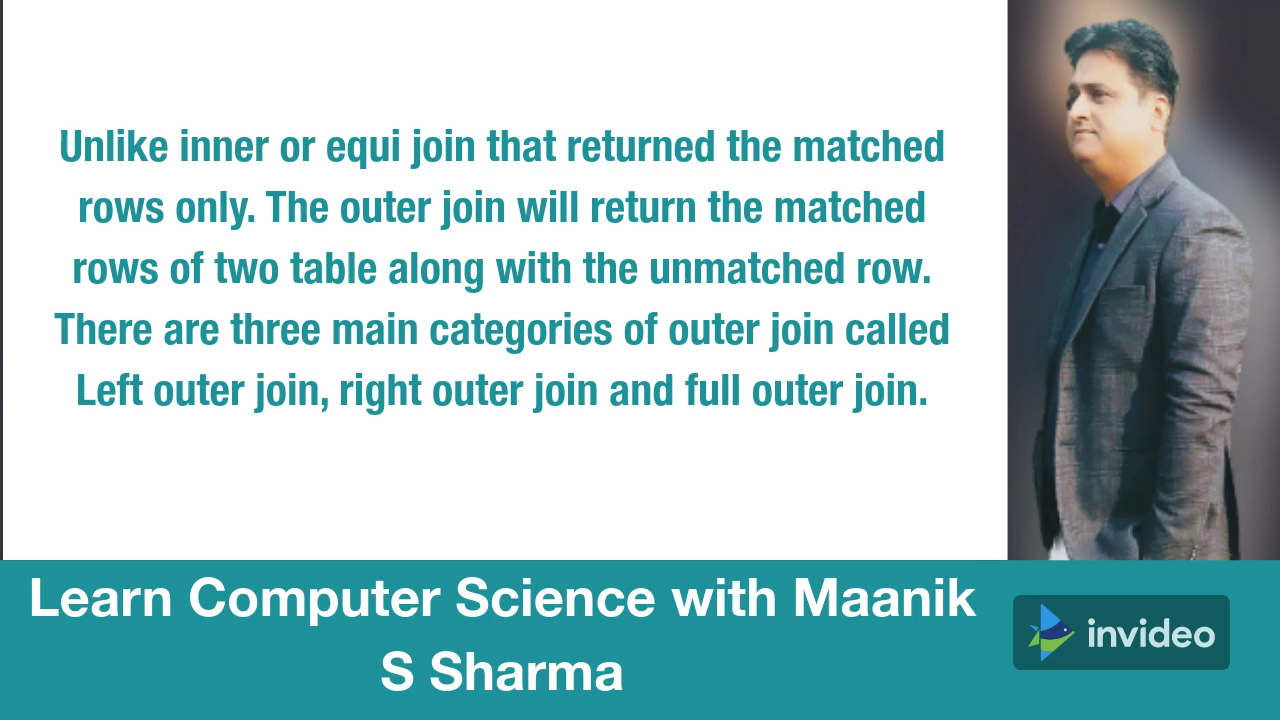 Unlike inner or equi join that returned the matched
rows only. The outer join will return the matched
rows of two table along with the unmatched row.
There are three main categories of outer join called
Left outer join, right outer join and full outer join.
Learn Computer Science with Maanik
S Sharma
invideo